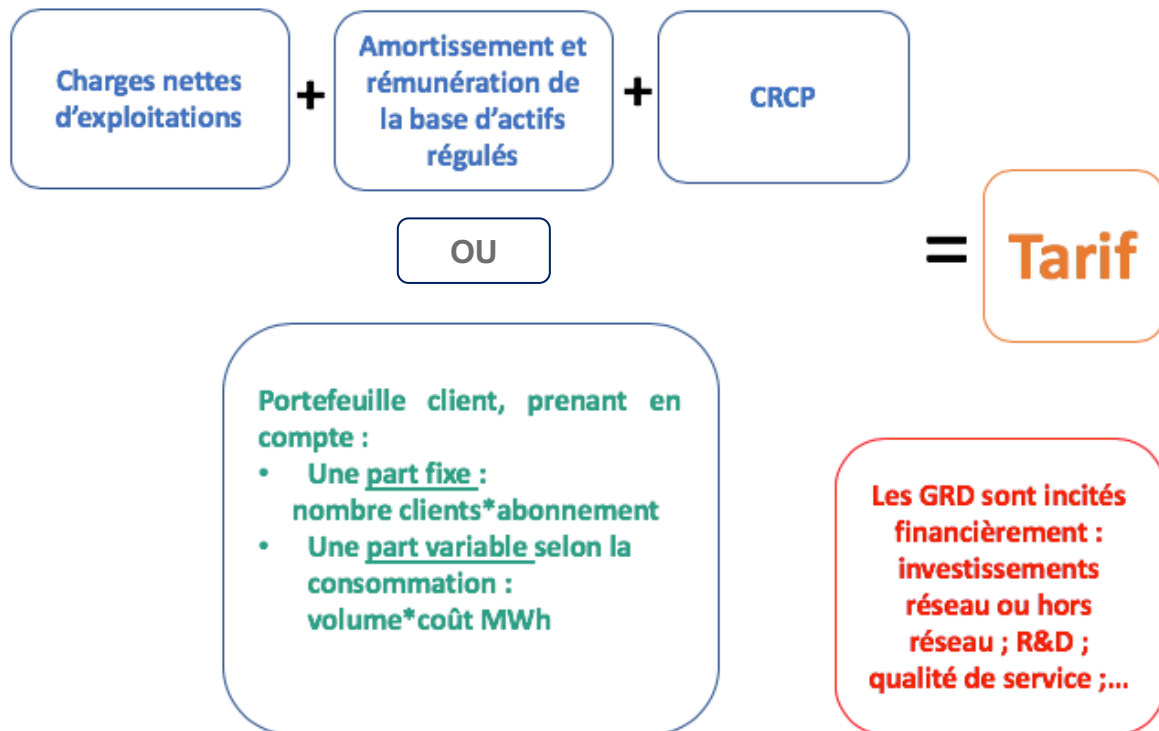 Charges nettes
d'exploitations
+
Amortissement et
rémunération de
la base d'actifs
régulés
+
CRCP
OU
=
Tarif
Portefeuille client, prenant en
compte :
• Une part fixe :
nombre clients*abonnement
• Une part variable selon la
consommation :
volume*coût MWh
Les GRD sont incités
financièrement :
investissements
réseau ou hors
réseau ; R&D ;
qualité de service ;...